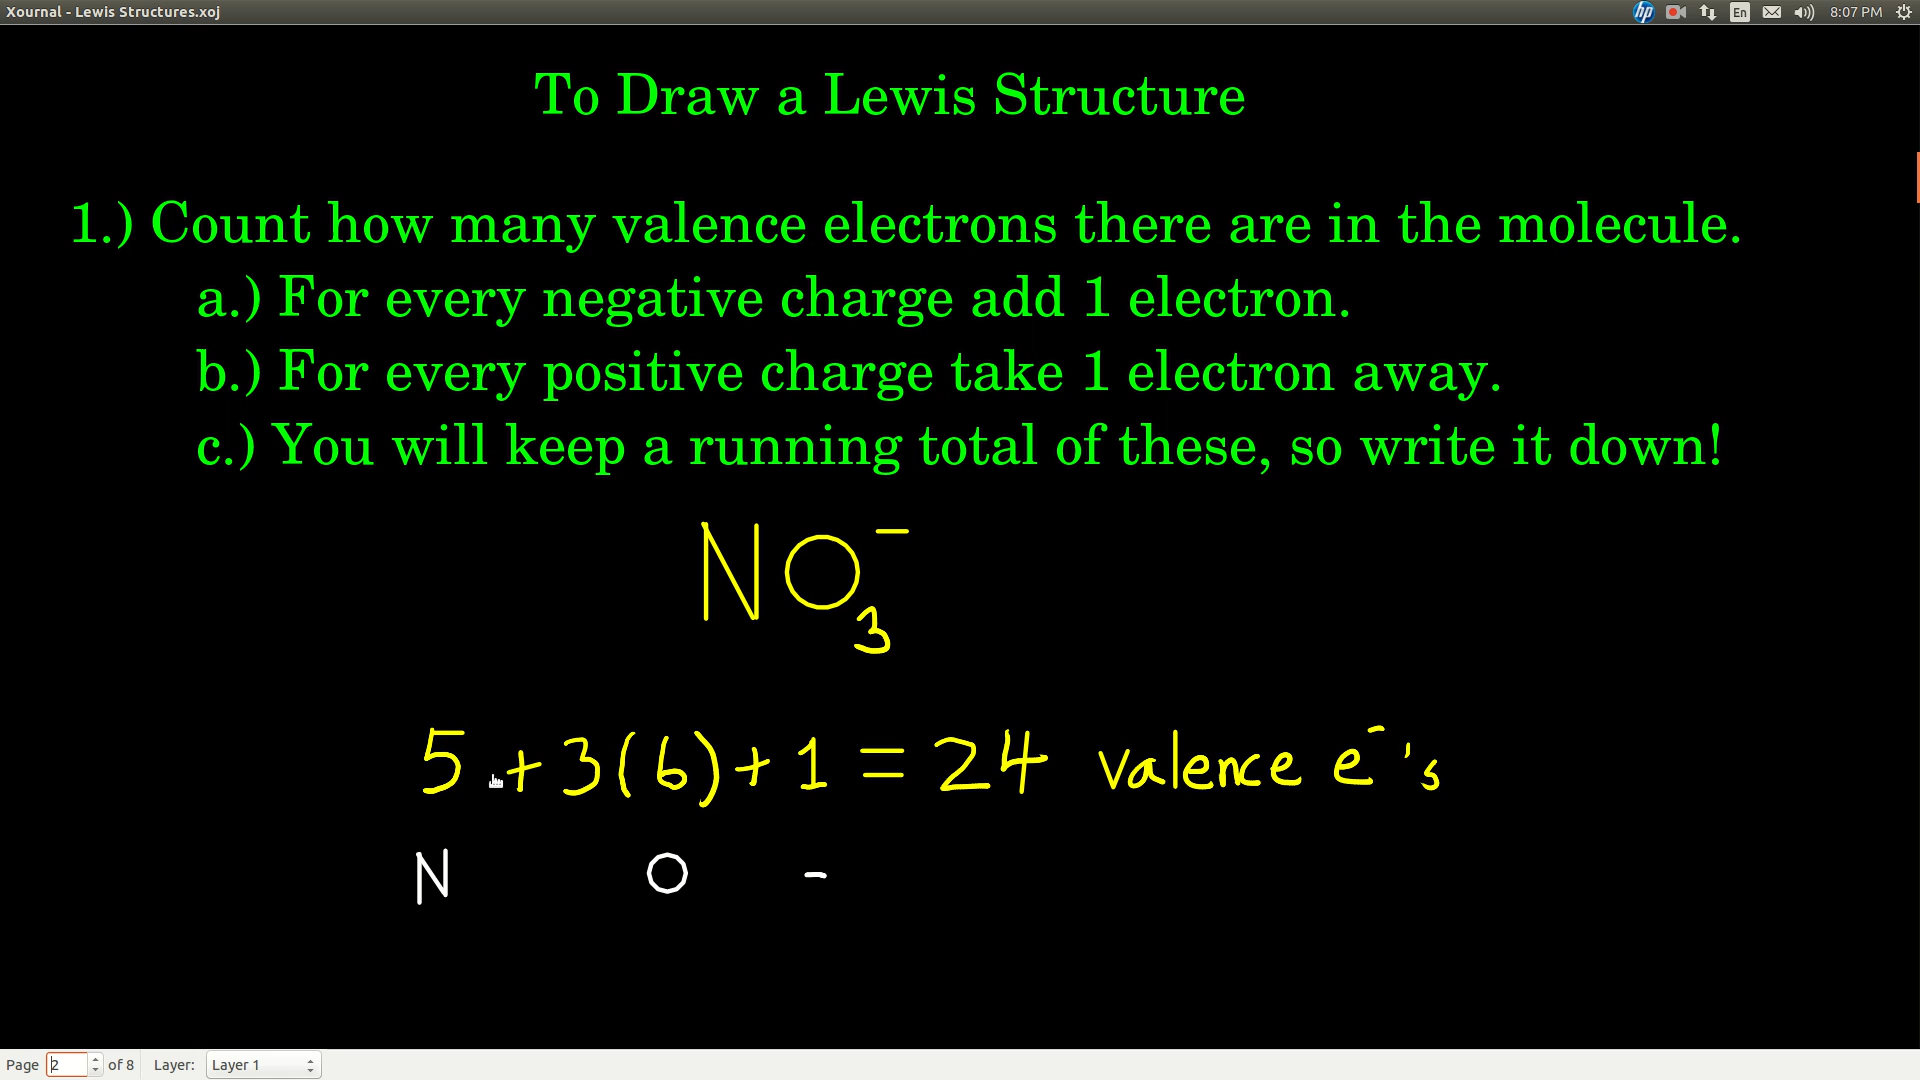 Xournal - Lewis Structures.xoj
hp En 8:07 PM
To Draw a Lewis Structure
1.) Count how many valence electrons there are in the molecule.
a.) For every negative charge add 1 electron.
b.) For every positive charge take 1 electron away.
c.) You will keep a running total of these, so write it down!
NO₃⁻
5 + 3(6) + 1 = 24 valence e⁻'s
N O -
Page 2 of 8 Layer: Layer 1